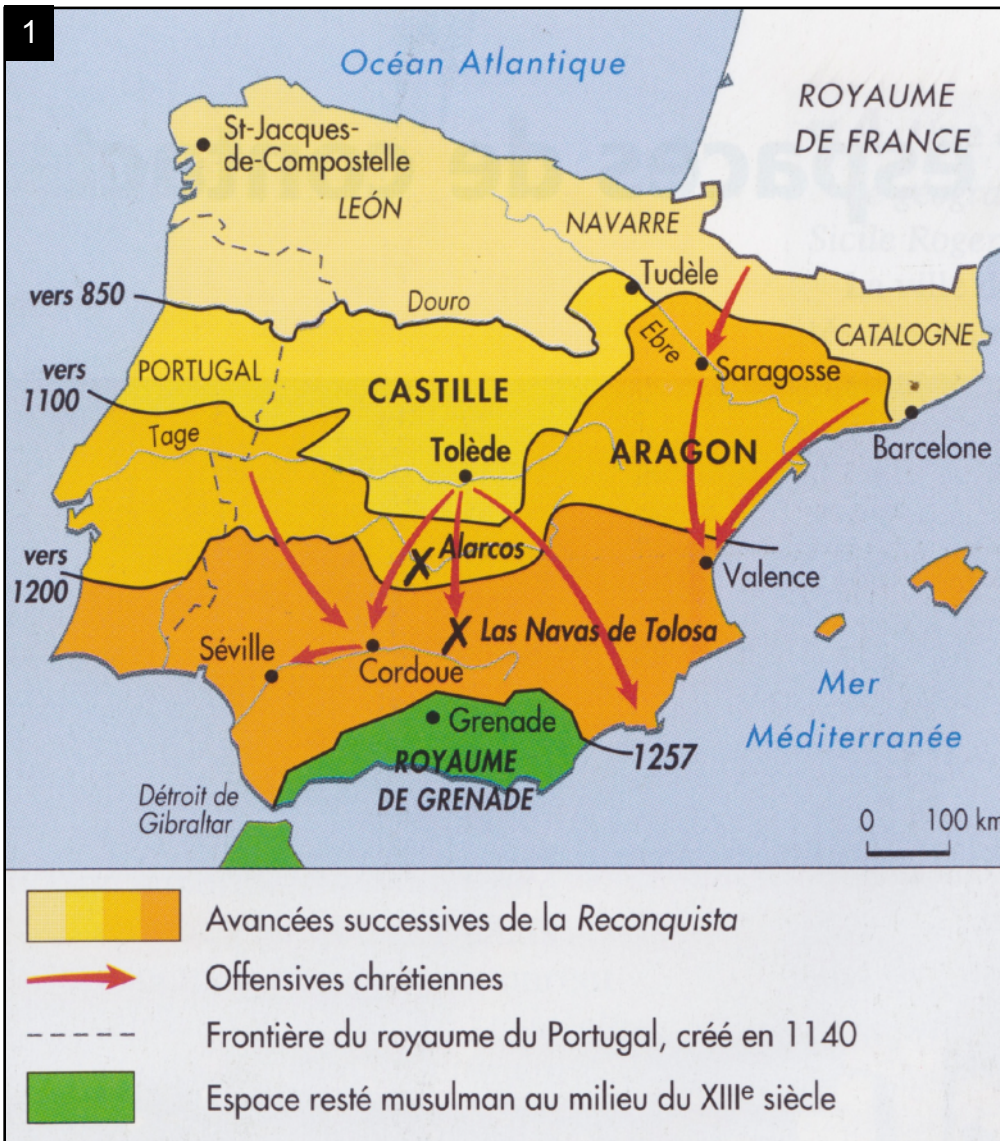 1
Océan Atlantique
ROYAUME
DE FRANCE
St-Jacques-
de-Compostelle
LEÓN
NAVARRE
Tudèle
vers 850
Douro
Ebre
CATALOGNE
vers
1100
PORTUGAL
CASTILLE
Saragosse
Tage
Tolède
ARAGON
Barcelone
vers
1200
Alarcos
Valence
Séville
Las Navas de Tolosa
Cordoue
Mer
Méditerranée
Grenade
ROYAUME
DE GRENADE
1257
Détroit de
Gibraltar
0 100 km
Avancées successives de la Reconquista
Offensives chrétiennes
Frontière du royaume du Portugal, créé en 1140
Espace resté musulman au milieu du XIIIe siècle